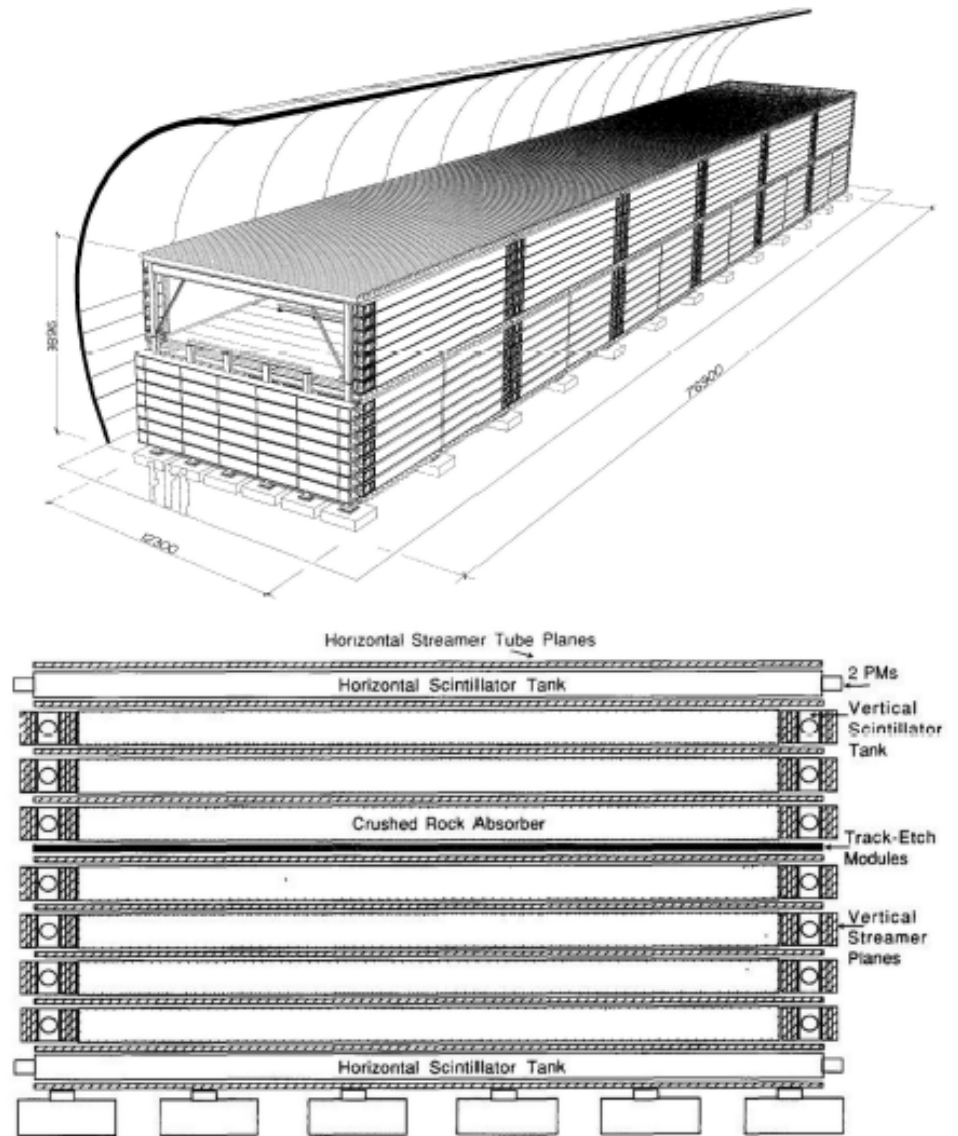 9688
76900
12300
Horizontal Streamer Tube Planes
Horizontal Scintillator Tank
2 PMs
Vertical
Scintillator
Tank
Crushed Rock Absorber
Track-Etch
Modules
Vertical
Streamer
Planes
Horizontal Scintillator Tank